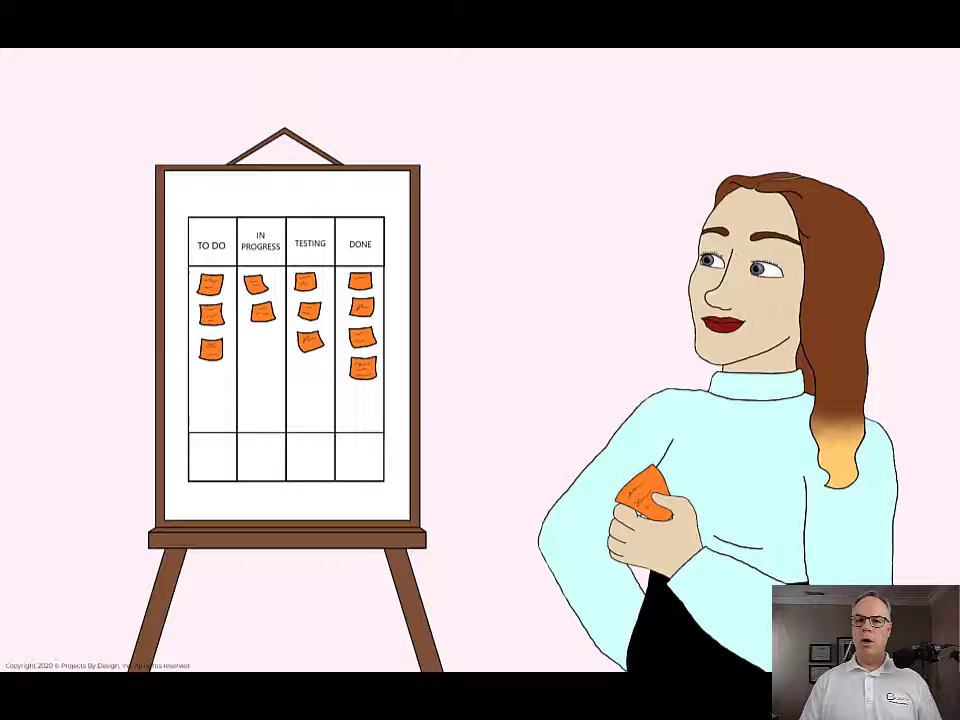 TO DO
IN
PROGRESS
TESTING
DONE
Copyright 2020 © Projects By Design, Inc. All rights reserved